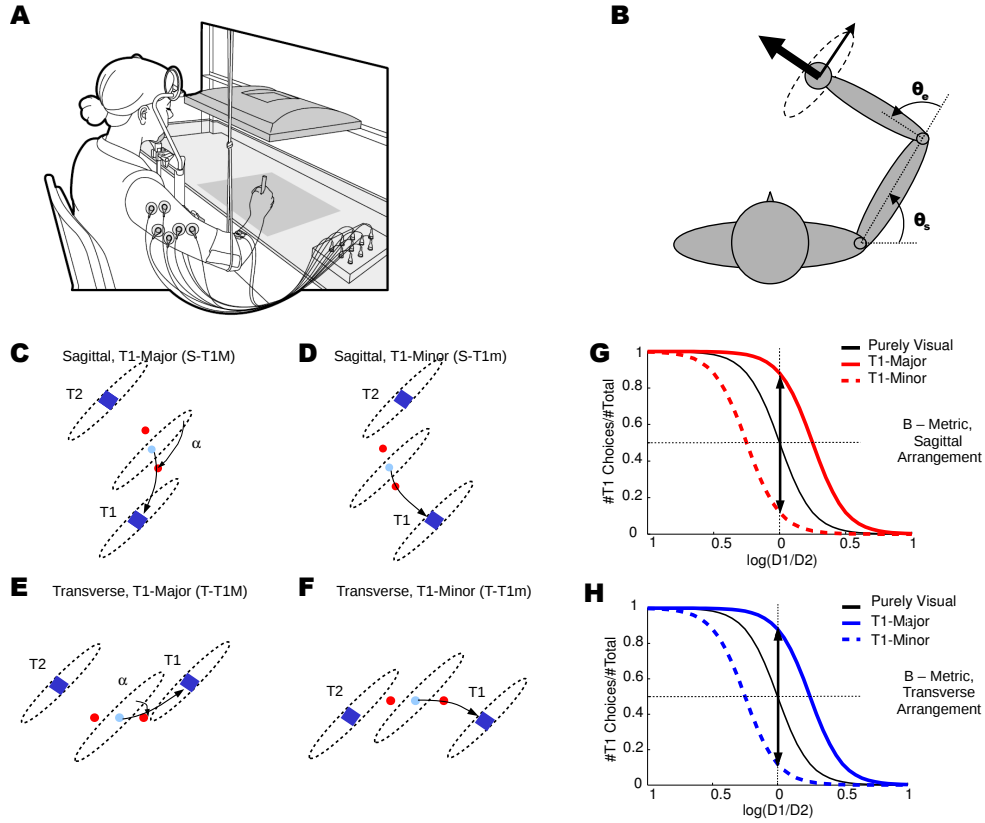 A
B
θe
θs
C
Sagittal, T1-Major (S-T1M)
T2
α
T1
D
Sagittal, T1-Minor (S-T1m)
T2
T1
E
Transverse, T1-Major (T-T1M)
T2
T1
α
F
Transverse, T1-Minor (T-T1m)
T2
T1
G
#T1 Choices/#Total
1
0.8
0.6
0.4
0.2
0
1
0.5
0
0.5
1
log(D1/D2)
Purely Visual
T1-Major
T1-Minor
B – Metric,
Sagittal
Arrangement
H
#T1 Choices/#Total
1
0.8
0.6
0.4
0.2
0
1
0.5
0
0.5
1
log(D1/D2)
Purely Visual
T1-Major
T1-Minor
B – Metric,
Transverse
Arrangement